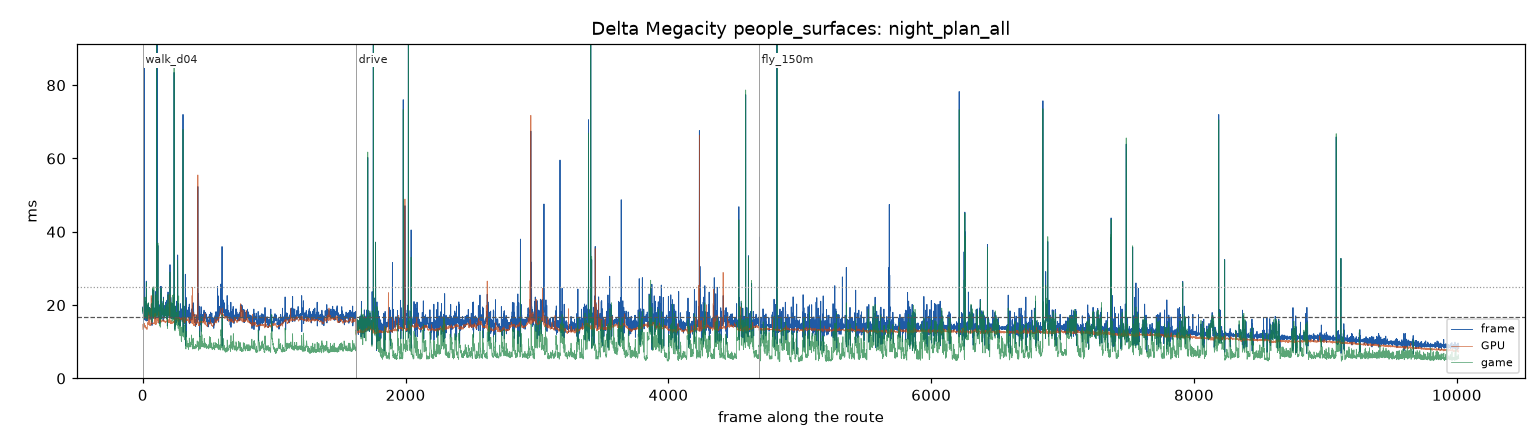 Delta Megacity people_surfaces: night_plan_all
walk_d04
drive
fly_150m
ms
80
60
40
20
0
frame
GPU
game
0
2000
4000
6000
8000
10000
frame along the route